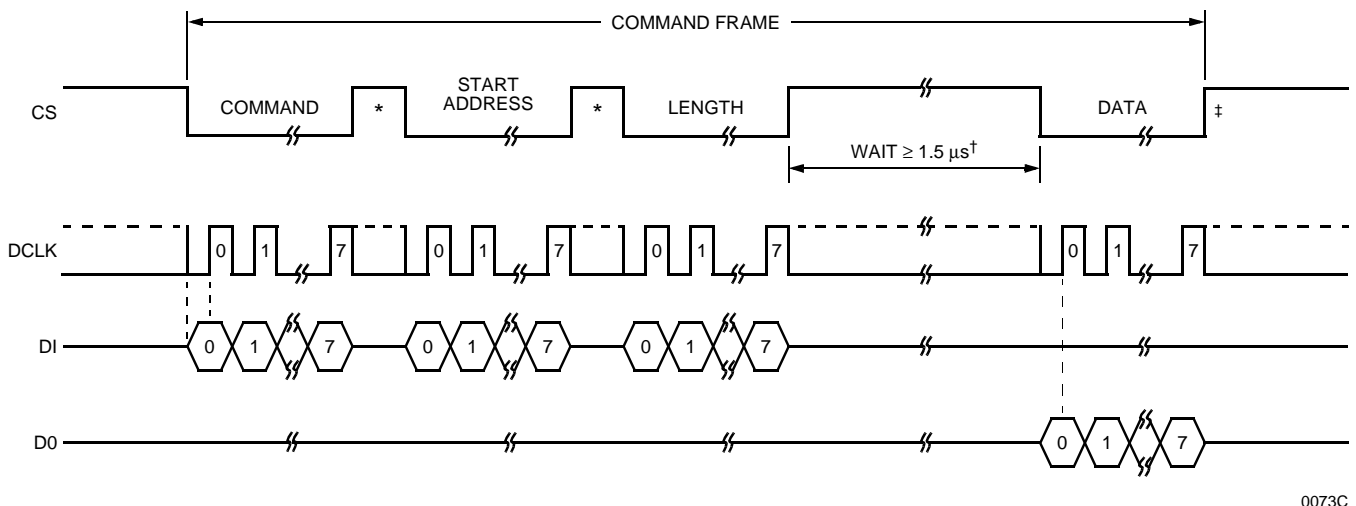 COMMAND FRAME
CS
COMMAND
*
START
ADDRESS
*
LENGTH
DATA
‡
WAIT ≥ 1.5 µs†
DCLK
0 1 7 0 1 7 0 1 7 0 1 7
DI
0 1 7 0 1 7 0 1 7
D0
0 1 7
0073C